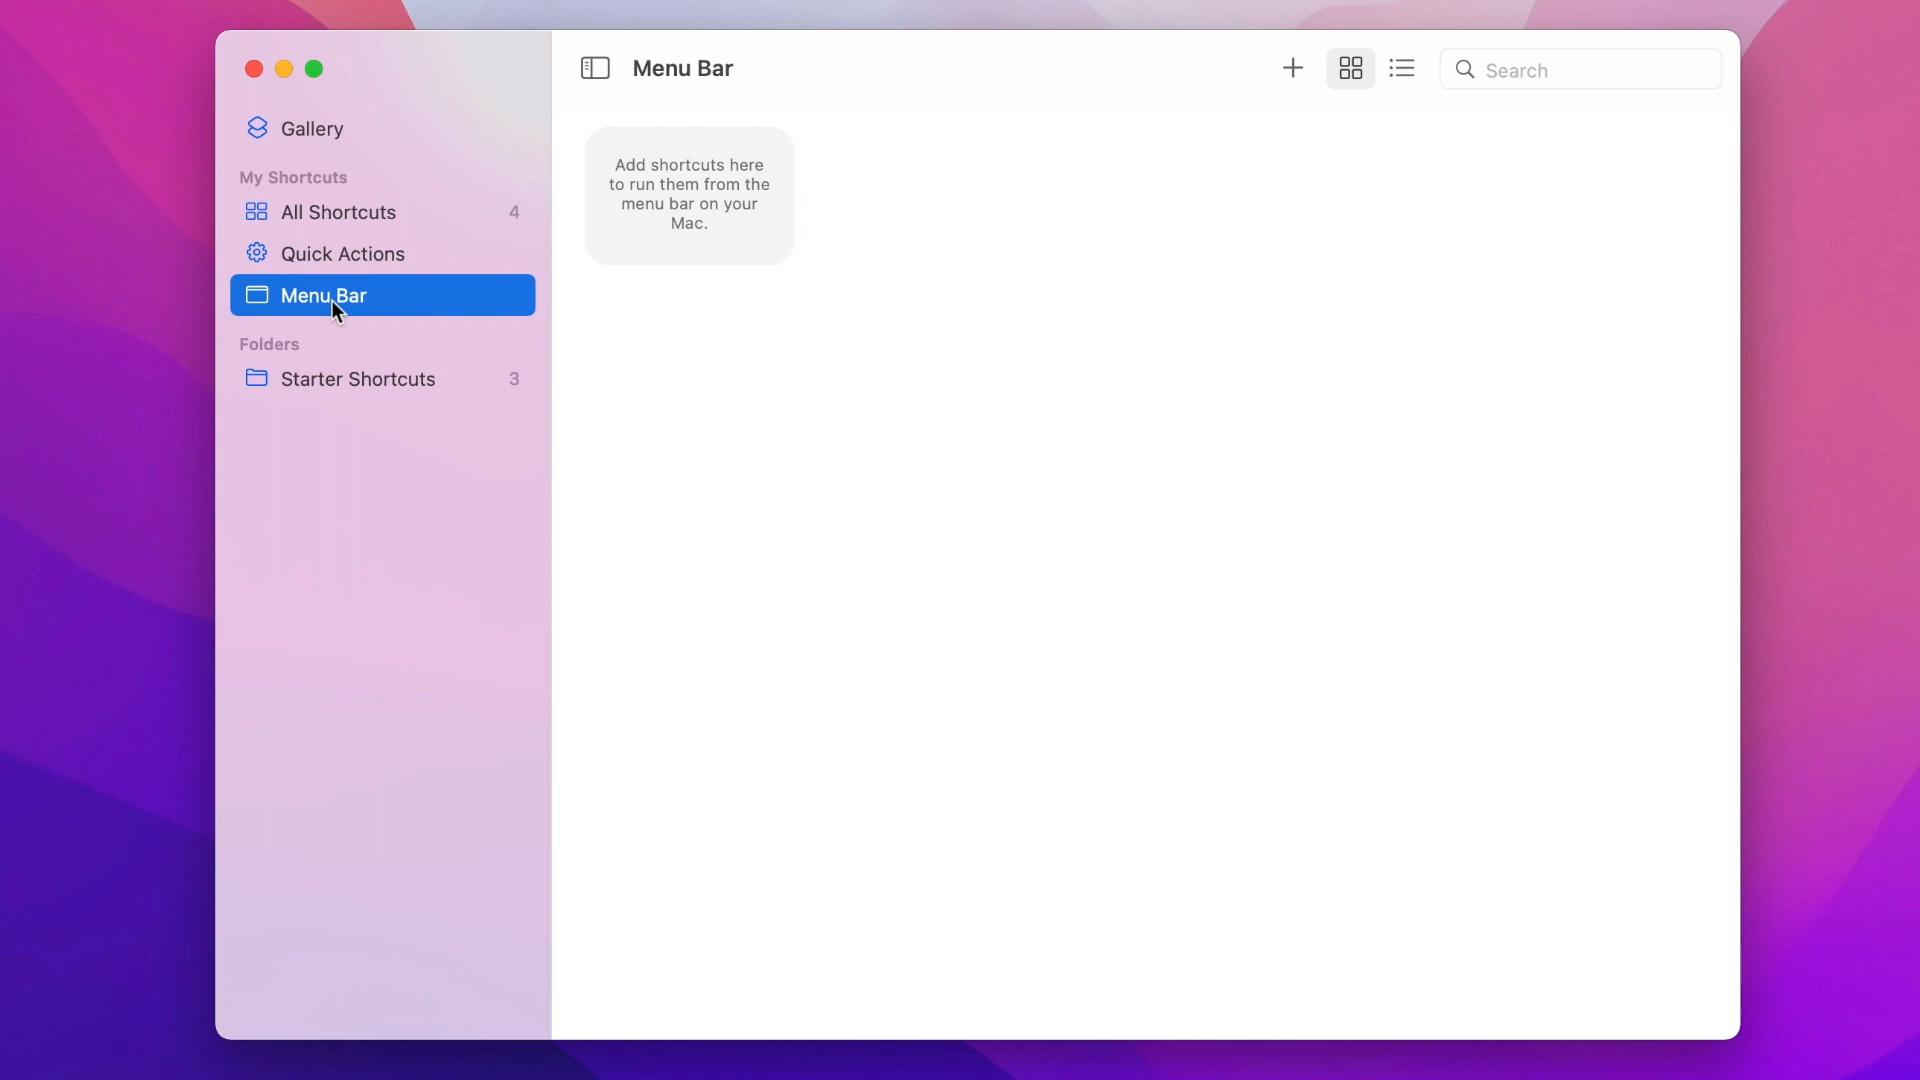 Menu Bar
Search
Gallery
My Shortcuts
All Shortcuts 4
Quick Actions
Menu Bar
Folders
Starter Shortcuts 3
Add shortcuts here
to run them from the
menu bar on your
Mac.